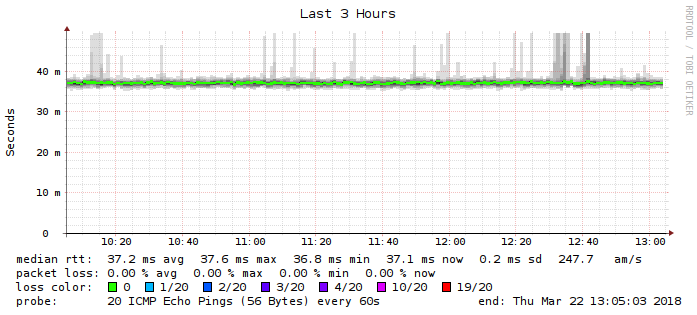 Last 3 Hours
RRDTOOL / TOBI OETIKER
Seconds
40 m
30 m
20 m
10 m
0
10:20 10:40 11:00 11:20 11:40 12:00 12:20 12:40 13:00
median rtt: 37.2 ms avg 37.6 ms max 36.8 ms min 37.1 ms now 0.2 ms sd 247.7 am/s
packet loss: 0.00 % avg 0.00 % max 0.00 % min 0.00 % now
loss color: 0 1/20 2/20 3/20 4/20 10/20 19/20
probe: 20 ICMP Echo Pings (56 Bytes) every 60s end: Thu Mar 22 13:05:03 2018